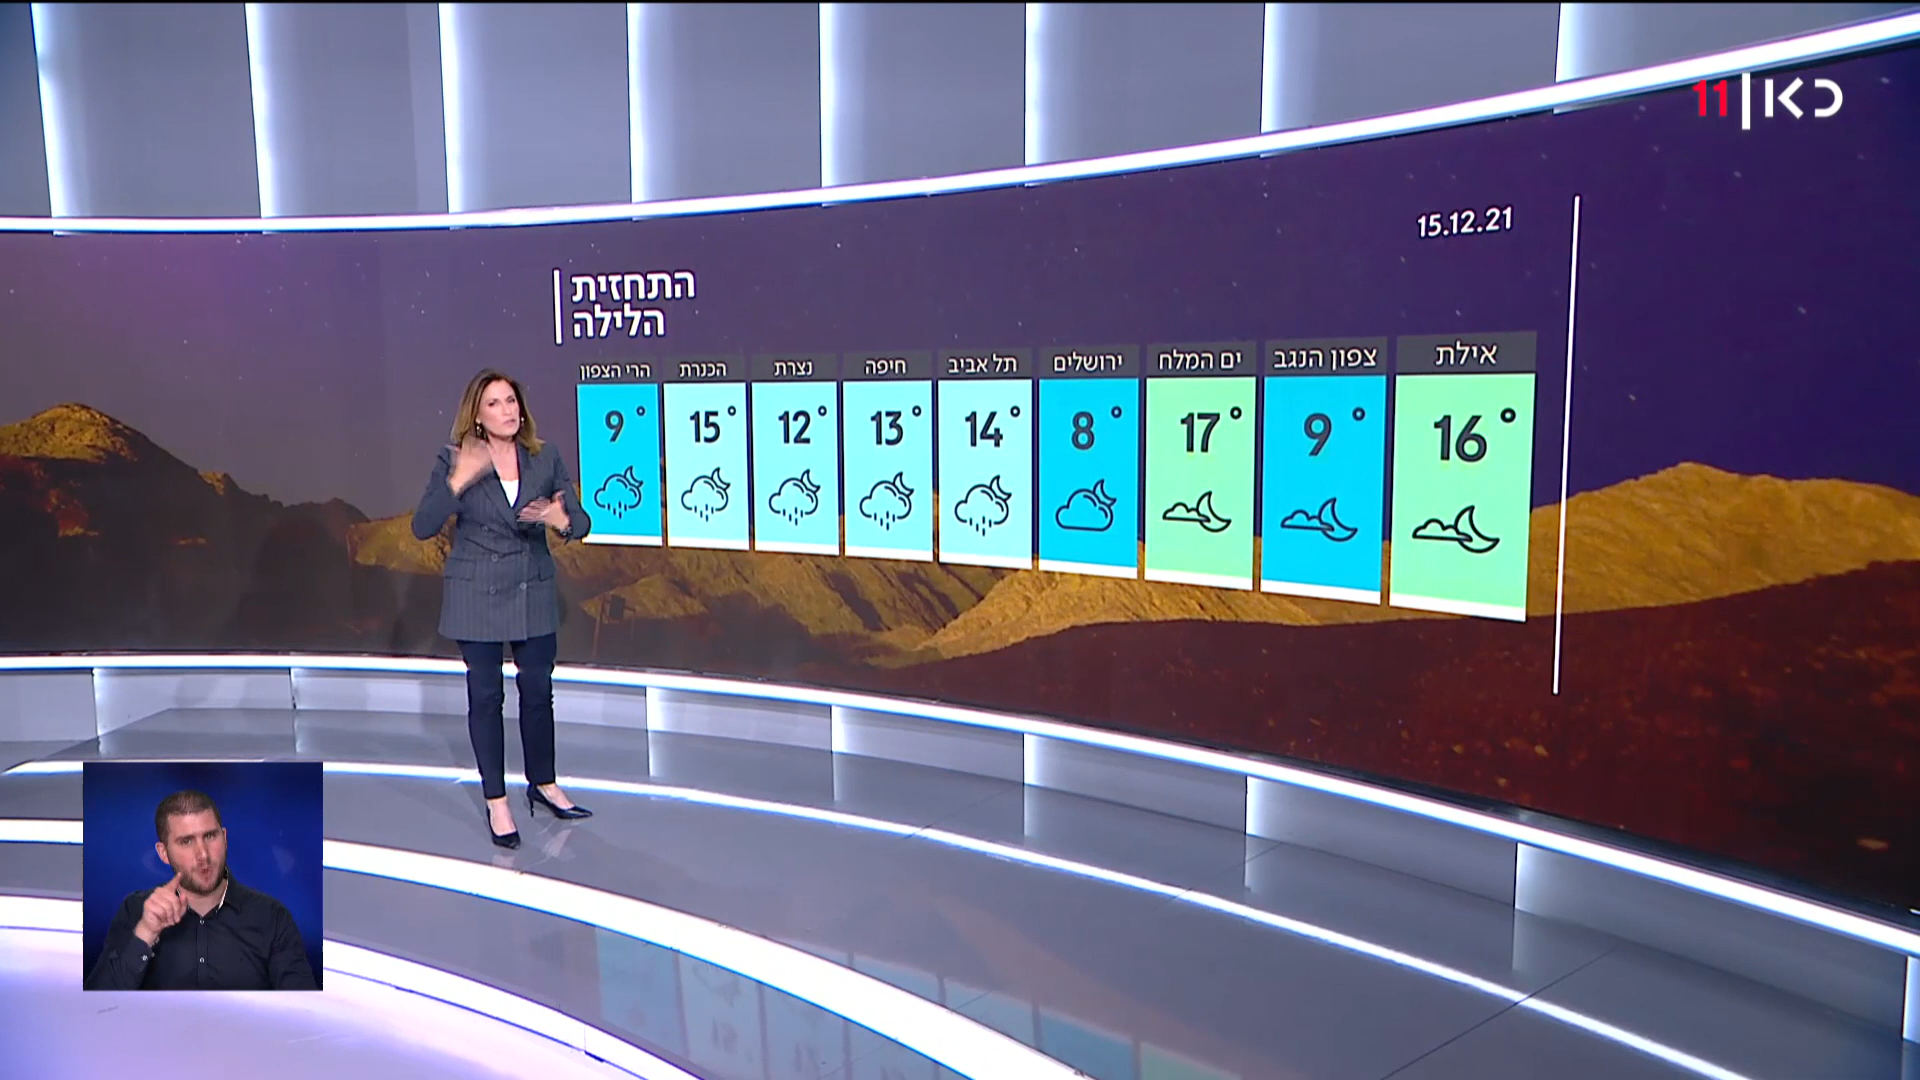 כאן 11
15.12.21
התחזית
הלילה
אילת
צפון הנגב
ים המלח
ירושלים
תל אביב
חיפה
נצרת
הכנרת
הרי הצפון
16°
9°
17°
8°
14°
13°
12°
15°
9°